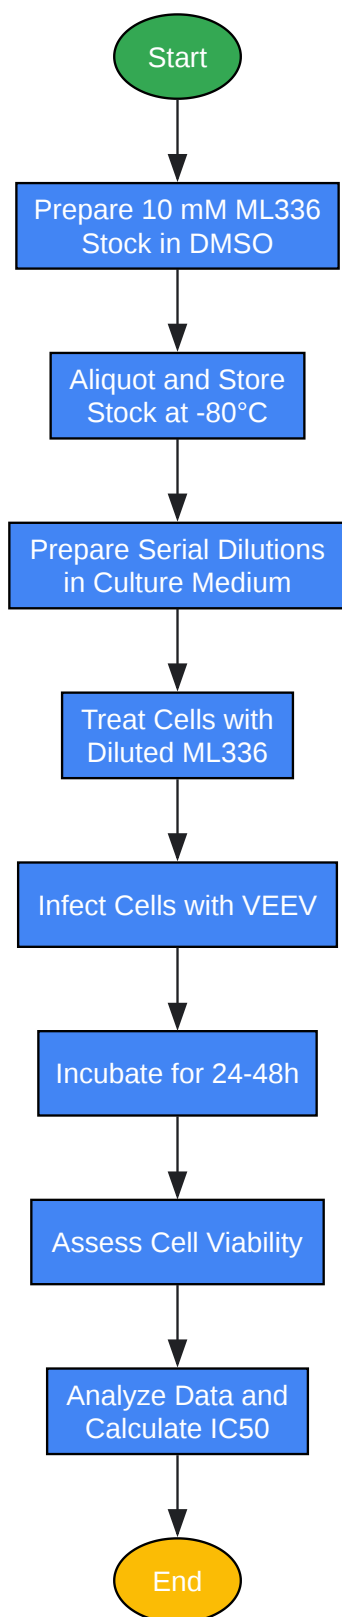 Start
Prepare 10 mM ML336
Stock in DMSO
Aliquot and Store
Stock at -80°C
Prepare Serial Dilutions
in Culture Medium
Treat Cells with
Diluted ML336
Infect Cells with VEEV
Incubate for 24-48h
Assess Cell Viability
Analyze Data and
Calculate IC50
End